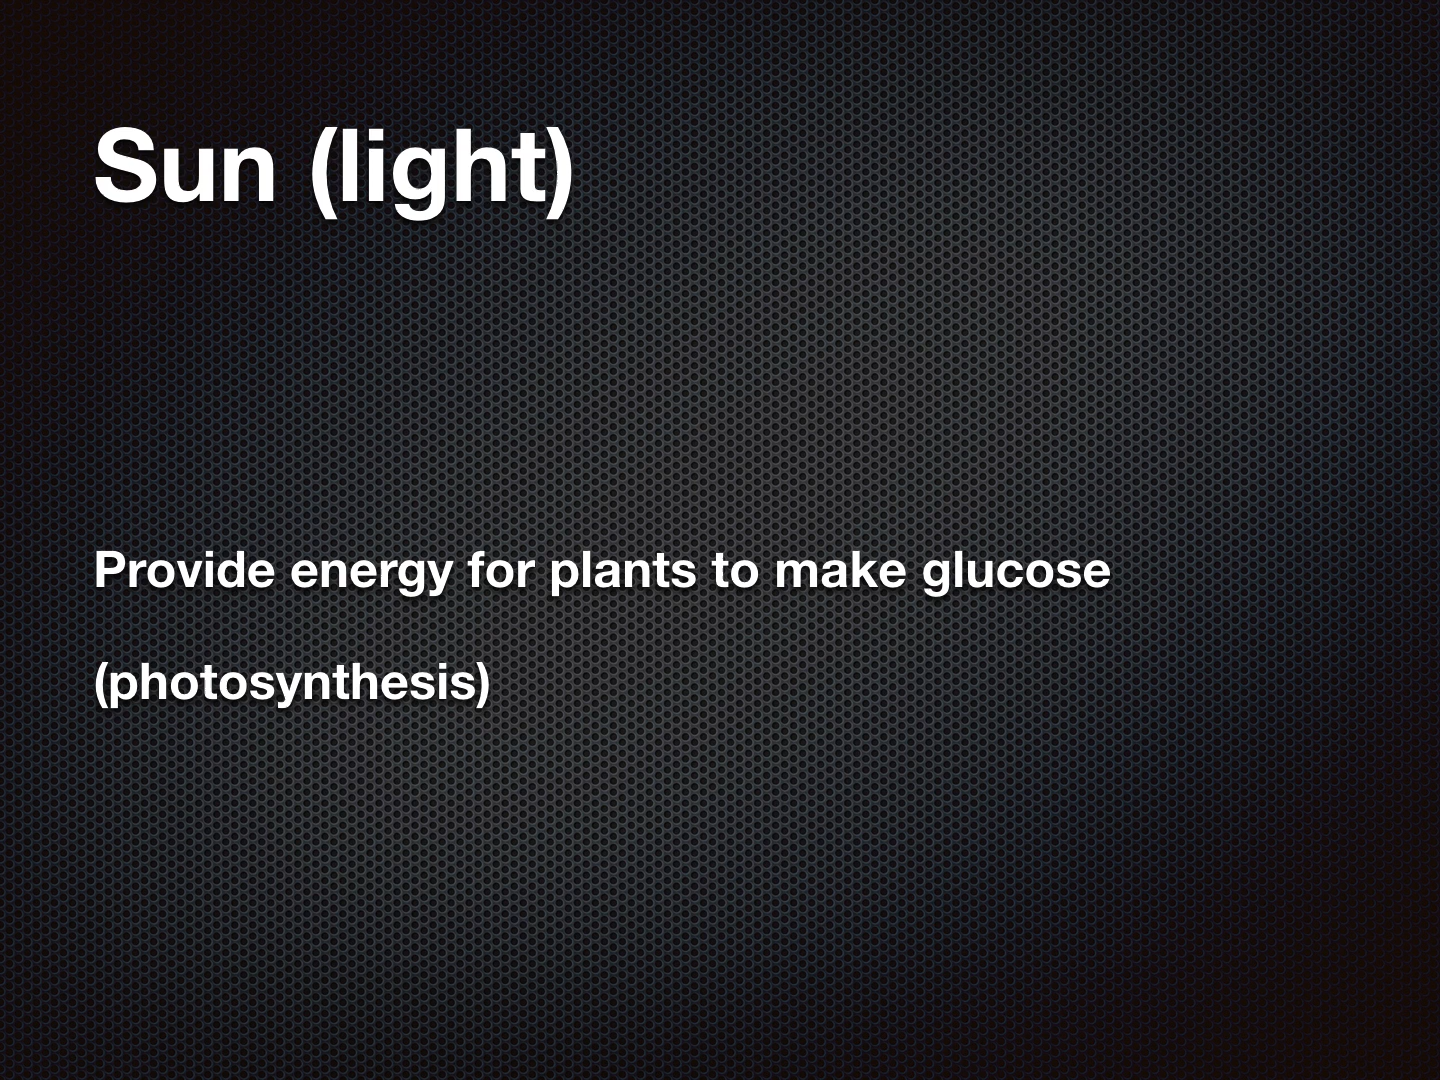 Sun (light)
Provide energy for plants to make glucose
(photosynthesis)